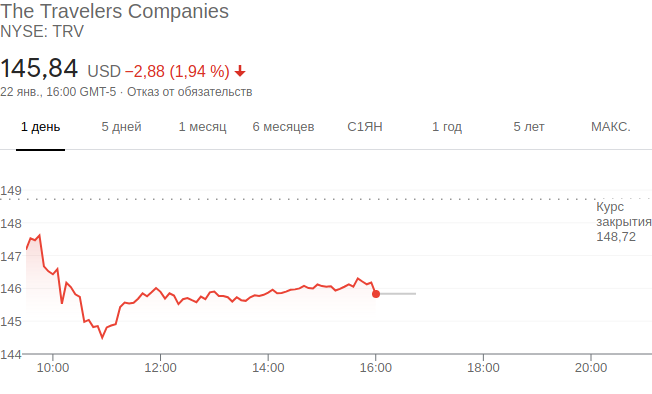 The Travelers Companies
NYSE: TRV
145,84 USD −2,88 (1,94 %)
22 янв., 16:00 GMT-5 · Отказ от обязательств
1 день 5 дней 1 месяц 6 месяцев С1ЯН 1 год 5 лет МАКС.
149
Курс
закрытия
148,72
148
147
146
145
144
10:00 12:00 14:00 16:00 18:00 20:00